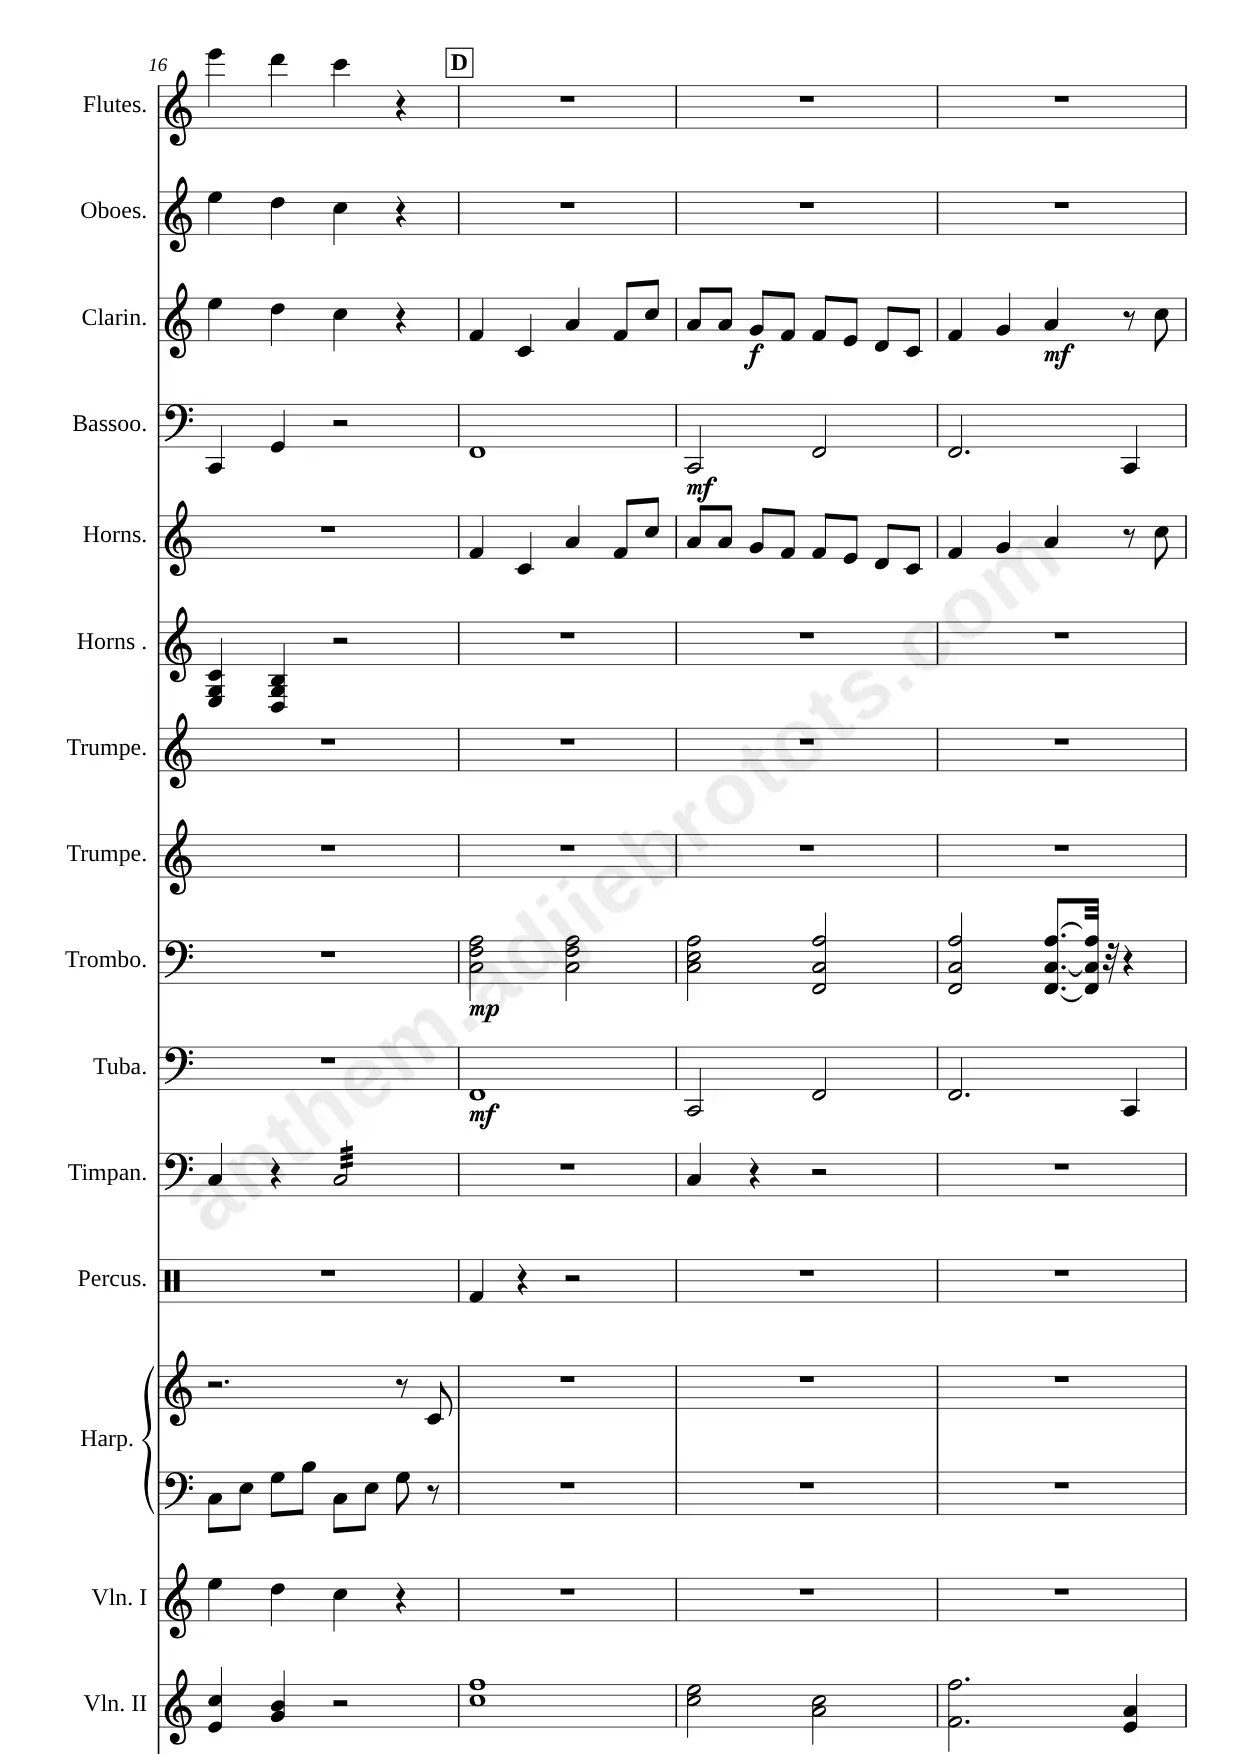 16
D
Flutes.
Oboes.
Clarin.
f
mf
Bassoo.
mf
Horns.
Horns .
Trumpe.
Trumpe.
Trombo.
mp
Tuba.
mf
Timpan.
Percus.
Harp.
Vln. I
Vln. II
anthem.adjiebrotots.com